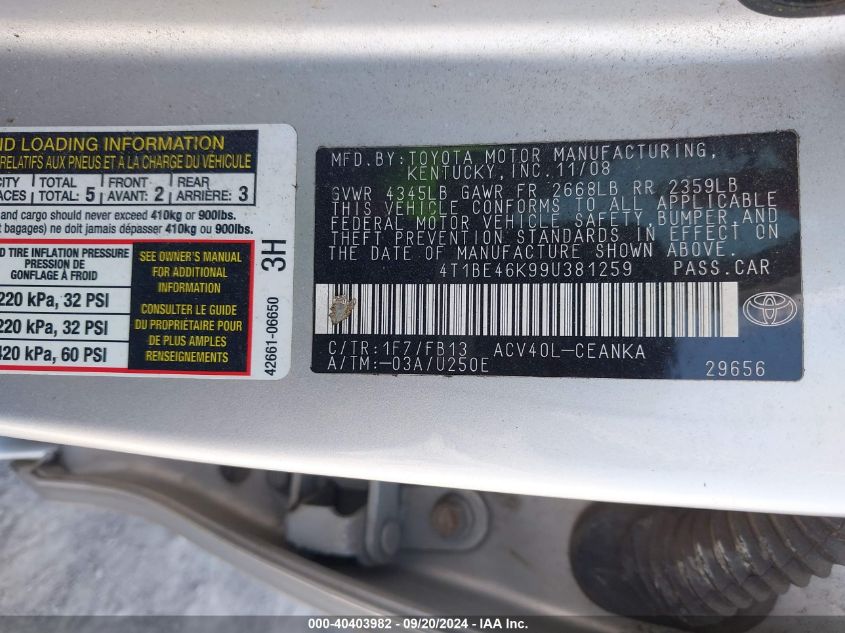 ND LOADING INFORMATION
RELATIFS AUX PNEUS ET À LA CHARGE DU VÉHICULE
CITY TOTAL FRONT REAR
PLACES TOTAL: 5 AVANT: 2 ARRIÈRE: 3
and cargo should never exceed 410kg or 900lbs.
t bagages) ne doit jamais dépasser 410kg ou 900lbs.
D TIRE INFLATION PRESSURE
PRESSION DE
GONFLAGE À FROID
220 kPa, 32 PSI
220 kPa, 32 PSI
420 kPa, 60 PSI
SEE OWNER'S MANUAL
FOR ADDITIONAL
INFORMATION
CONSULTER LE GUIDE
DU PROPRIÉTAIRE POUR
DE PLUS AMPLES
RENSEIGNEMENTS
3H
42661-06650
MFD.BY:TOYOTA MOTOR MANUFACTURING,
KENTUCKY, INC.11/08
GVWR 4345LB GAWR FR 2668LB RR 2359LB
THIS VEHICLE CONFORMS TO ALL APPLICABLE
FEDERAL MOTOR VEHICLE SAFETY, BUMPER AND
THEFT PREVENTION STANDARDS IN EFFECT ON
THE DATE OF MANUFACTURE SHOWN ABOVE.
4T1BE46K99U381259 PASS.CAR
C/TR:1F7/FB13 ACV40L-CEANKA
A/TM:-03A/U250E 29656
000-40403982 - 09/20/2024 - IAA Inc.